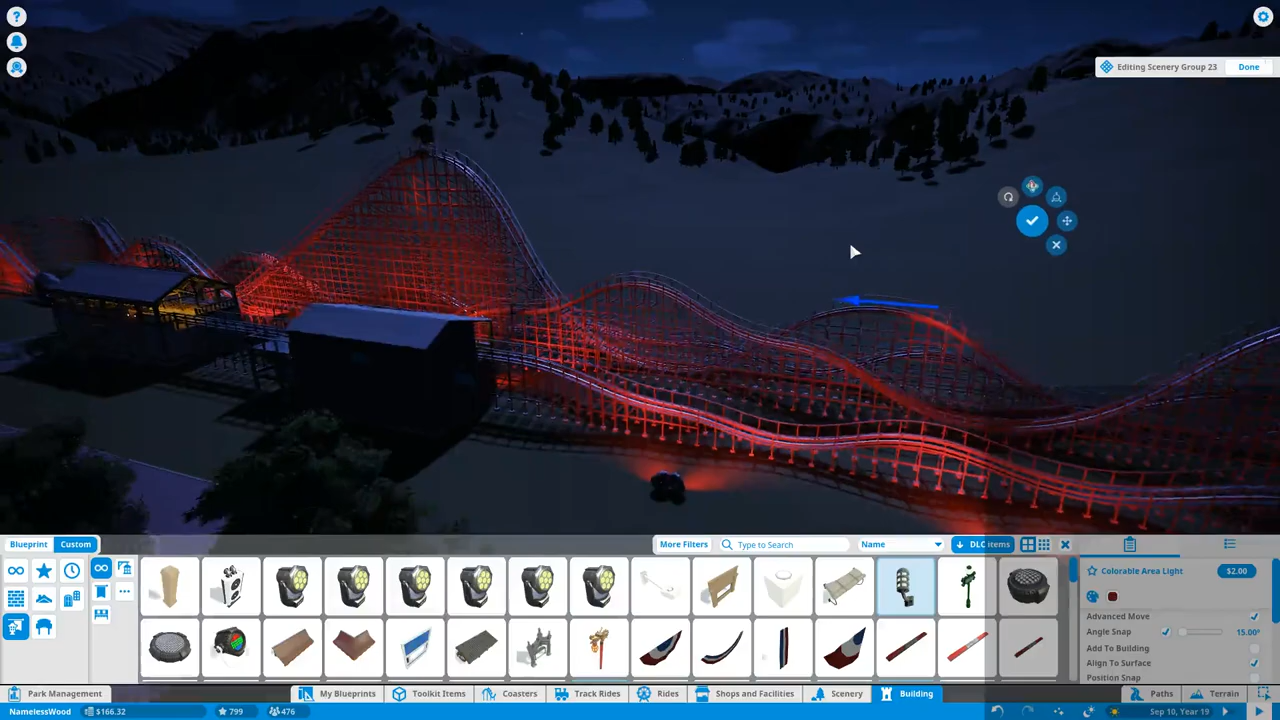 ?
Editing Scenery Group 23 Done
Blueprint Custom More Filters Type to Search Name DLC items
Colorable Area Light $2.00
Advanced Move
Angle Snap 15.00°
Add To Building
Align To Surface
Position Snap
Park Management My Blueprints Toolkit Items Coasters Track Rides Rides Shops and Facilities Scenery Building Paths Terrain
NamelessWood $166.32 799 476 Sep 10, Year 19